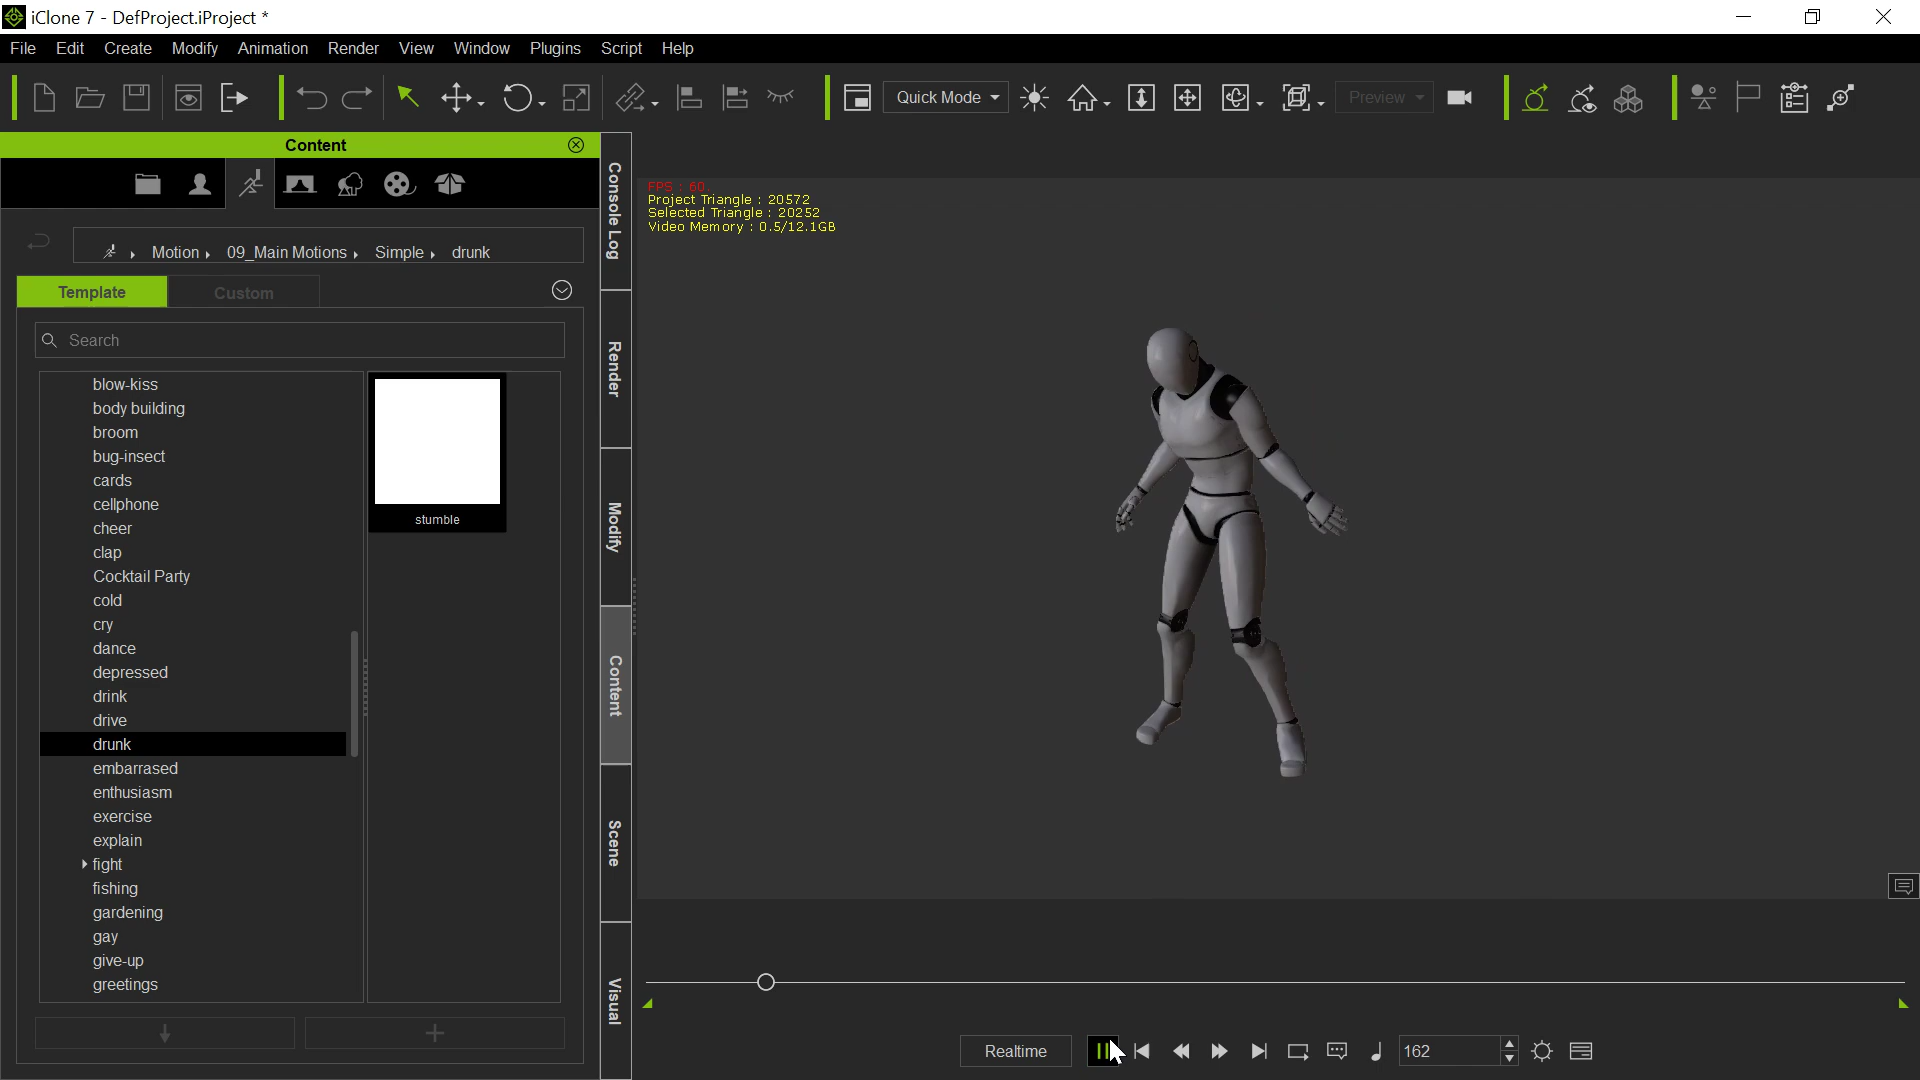 iClone 7 - DefProject.iProject *
File Edit Create Modify Animation Render View Window Plugins Script Help
Quick Mode
Preview
Content
Motion 09_Main Motions Simple drunk
Template
Custom
Search
blow-kiss
body building
broom
bug-insect
cards
cellphone
cheer
clap
Cocktail Party
cold
cry
dance
depressed
drink
drive
drunk
embarrased
enthusiasm
exercise
explain
fight
fishing
gardening
gay
give-up
greetings
stumble
Console Log
Render
Modify
Content
Scene
Visual
FPS : 60.
Project Triangle : 20572
Selected Triangle : 20252
Video Memory : 0.5/12.1GB
Realtime
162